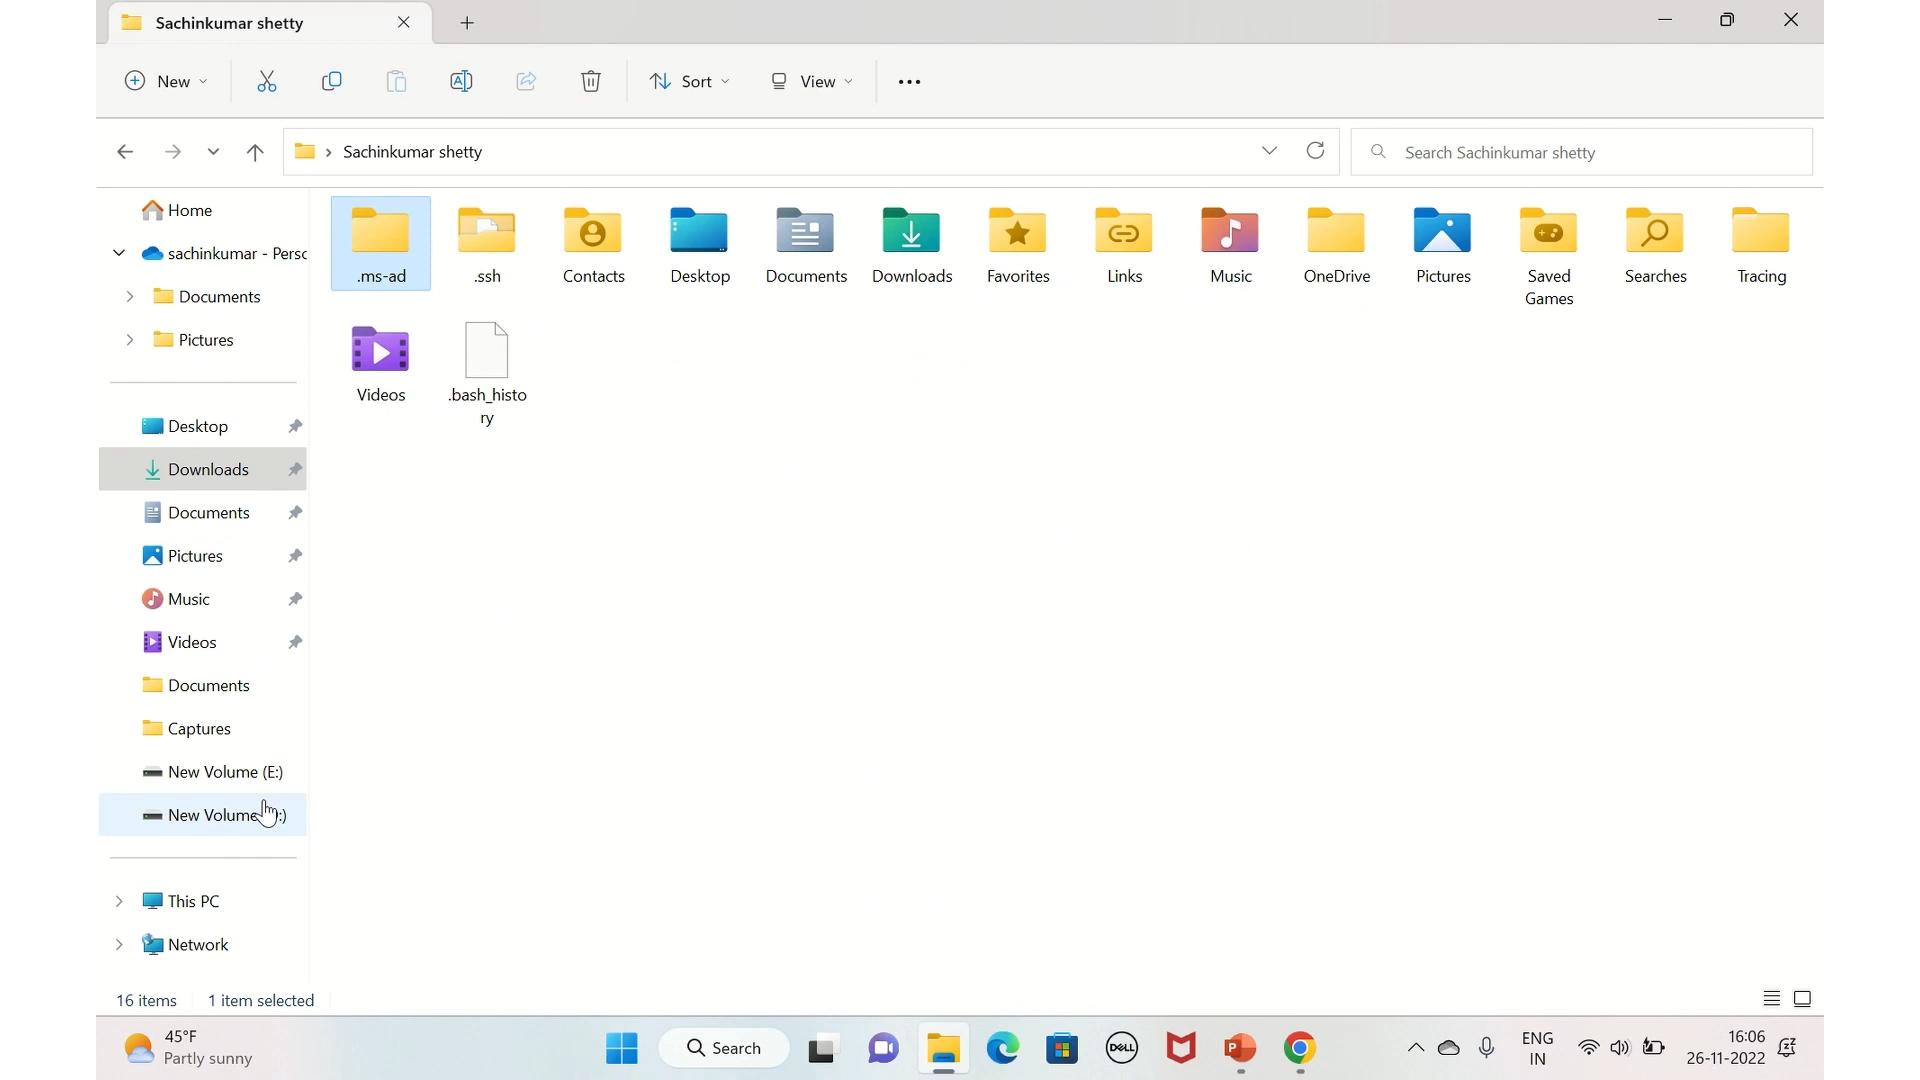 Sachinkumar shetty
New
Sort
View
Sachinkumar shetty
Search Sachinkumar shetty
Home
sachinkumar - Persc
Documents
Pictures
Desktop
Downloads
Documents
Pictures
Music
Videos
Documents
Captures
New Volume (E:)
New Volume :)
This PC
Network
.ms-ad
.ssh
Contacts
Desktop
Documents
Downloads
Favorites
Links
Music
OneDrive
Pictures
Saved
Games
Searches
Tracing
Videos
.bash_histo
ry
16 items
1 item selected
45°F
Partly sunny
Search
DELL
ENG
IN
16:06
26-11-2022